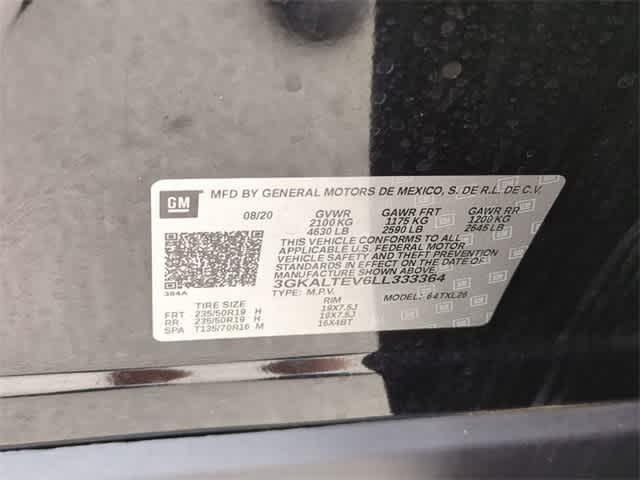 GM
MFD BY GENERAL MOTORS DE MEXICO, S. DE R.L. DE C.V.
08/20 GVWR GAWR FRT GAWR RR
2100 KG 1175 KG 1200 KG
4630 LB 2590 LB 2645 LB
THIS VEHICLE CONFORMS TO ALL
APPLICABLE U.S. FEDERAL MOTOR
VEHICLE SAFETY AND THEFT PREVENTION
STANDARDS IN EFFECT ON THE DATE OF
MANUFACTURE SHOWN ABOVE.
3GKALTEV6LL333364
TYPE: M.P.V. MODEL: 64TXL26
384A
TIRE SIZE RIM
FRT 235/50R19 H 19X7.5J
RR 235/50R19 H 19X7.5J
SPA T135/70R16 M 16X4BT